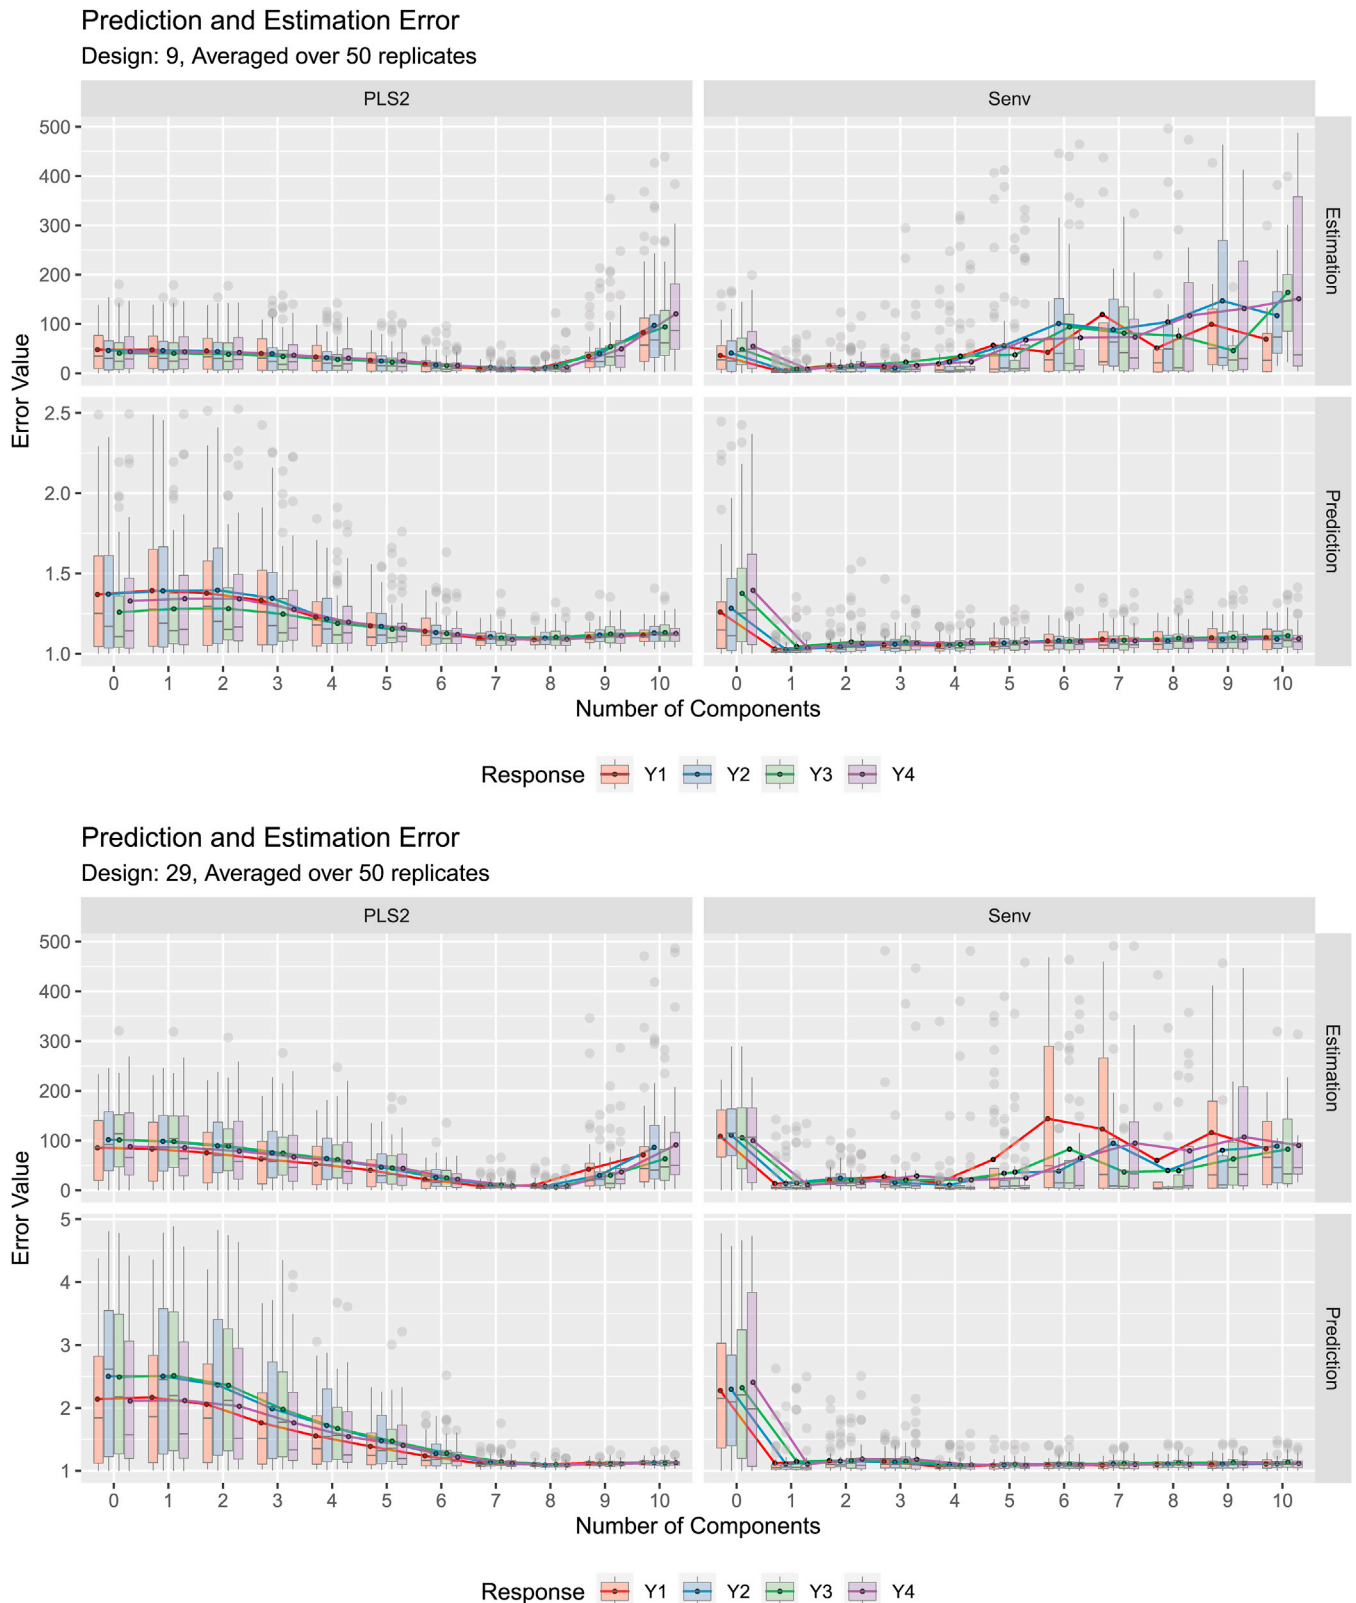 Prediction and Estimation Error
Design: 9, Averaged over 50 replicates
PLS2 Senv
500
400
300
200
100
0
Estimation
Error Value
2.5
2.0
1.5
1.0
Prediction
0 1 2 3 4 5 6 7 8 9 10 0 1 2 3 4 5 6 7 8 9 10
Number of Components
Response Y1 Y2 Y3 Y4
Prediction and Estimation Error
Design: 29, Averaged over 50 replicates
PLS2 Senv
500
400
300
200
100
0
Estimation
Error Value
5
4
3
2
1
Prediction
0 1 2 3 4 5 6 7 8 9 10 0 1 2 3 4 5 6 7 8 9 10
Number of Components
Response Y1 Y2 Y3 Y4